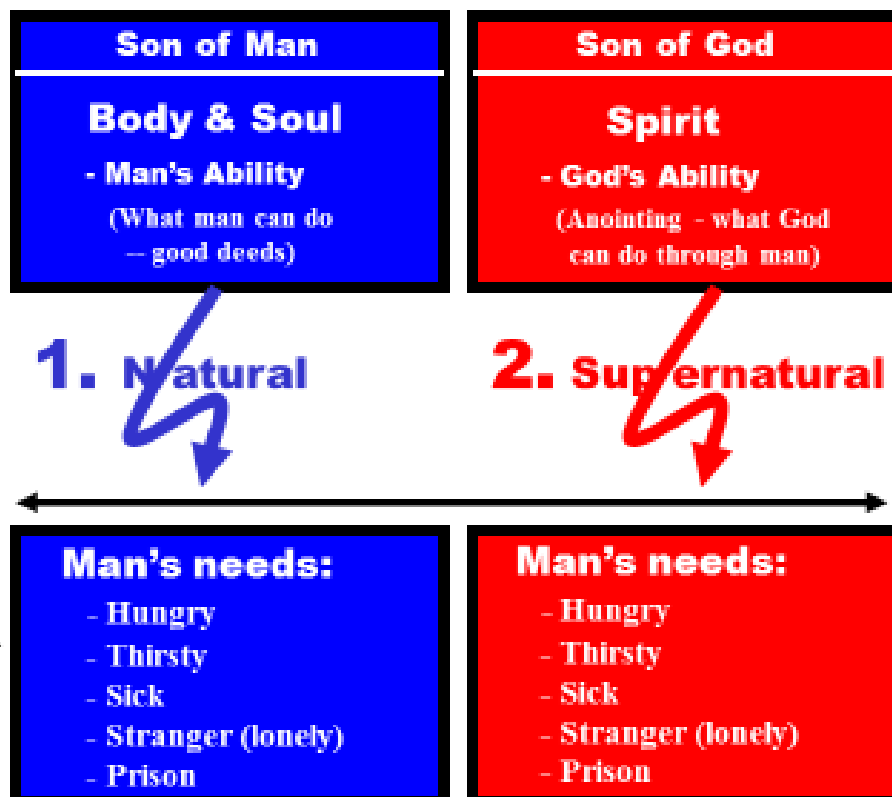 Son of Man
Body & Soul
- Man's Ability
(What man can do
— good deeds)
1. Natural
Man's needs:
- Hungry
- Thirsty
- Sick
- Stranger (lonely)
- Prison
Son of God
Spirit
- God's Ability
(Anointing - what God
can do through man)
2. Supernatural
Man's needs:
- Hungry
- Thirsty
- Sick
- Stranger (lonely)
- Prison